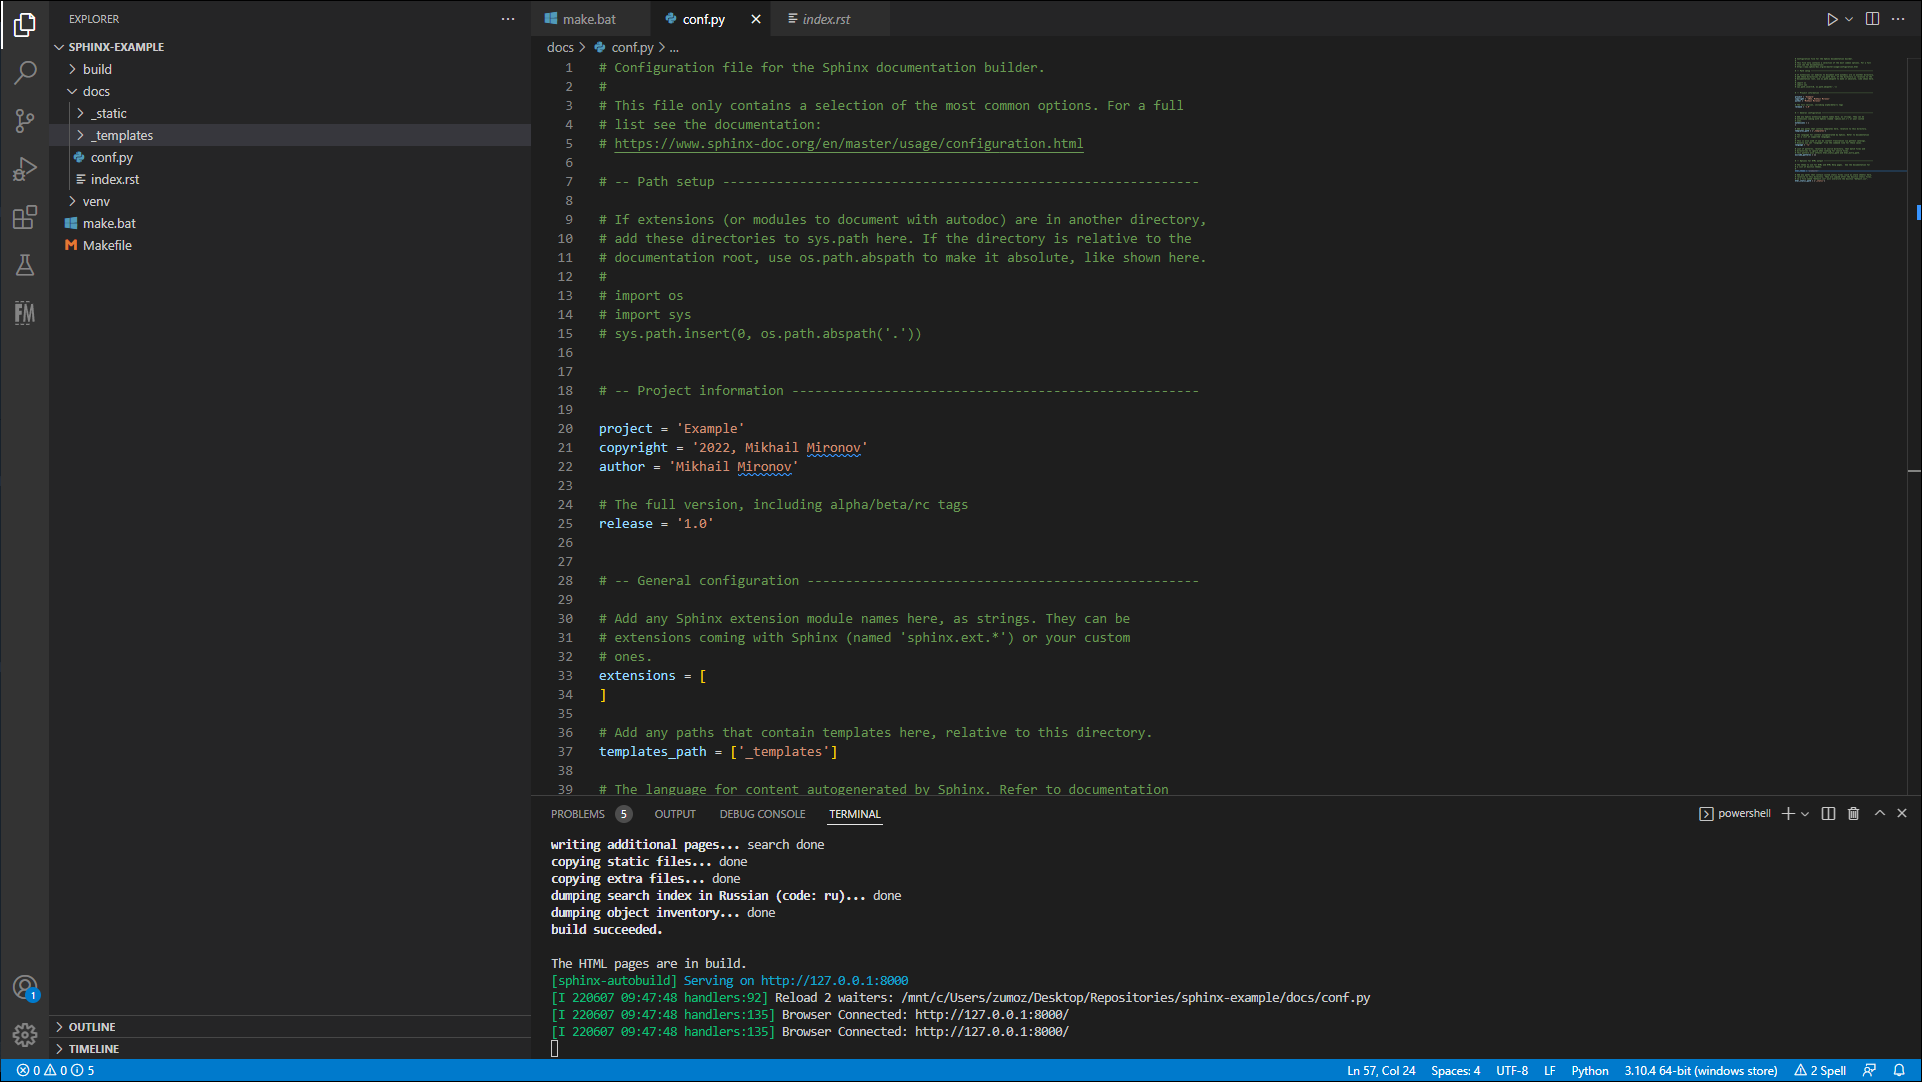 EXPLORER
SPHINX-EXAMPLE
build
docs
_static
_templates
conf.py
index.rst
venv
make.bat
Makefile
OUTLINE
TIMELINE
make.bat
conf.py
index.rst
docs > conf.py > ...
1 # Configuration file for the Sphinx documentation builder.
2 #
3 # This file only contains a selection of the most common options. For a full
4 # list see the documentation:
5 # https://www.sphinx-doc.org/en/master/usage/configuration.html
6
7 # -- Path setup --------------------------------------------------------------
8
9 # If extensions (or modules to document with autodoc) are in another directory,
10 # add these directories to sys.path here. If the directory is relative to the
11 # documentation root, use os.path.abspath to make it absolute, like shown here.
12 #
13 # import os
14 # import sys
15 # sys.path.insert(0, os.path.abspath('.'))
16
17
18 # -- Project information -----------------------------------------------------
19
20 project = 'Example'
21 copyright = '2022, Mikhail Mironov'
22 author = 'Mikhail Mironov'
23
24 # The full version, including alpha/beta/rc tags
25 release = '1.0'
26
27
28 # -- General configuration ---------------------------------------------------
29
30 # Add any Sphinx extension module names here, as strings. They can be
31 # extensions coming with Sphinx (named 'sphinx.ext.*') or your custom
32 # ones.
33 extensions = [
34 ]
35
36 # Add any paths that contain templates here, relative to this directory.
37 templates_path = ['_templates']
38
39 # The language for content autogenerated by Sphinx. Refer to documentation
PROBLEMS 5 OUTPUT DEBUG CONSOLE TERMINAL
powershell
writing additional pages... search done
copying static files... done
copying extra files... done
dumping search index in Russian (code: ru)... done
dumping object inventory... done
build succeeded.
The HTML pages are in build.
[sphinx-autobuild] Serving on http://127.0.0.1:8000
[I 220607 09:47:48 handlers:92] Reload 2 waiters: /mnt/c/Users/zumoz/Desktop/Repositories/sphinx-example/docs/conf.py
[I 220607 09:47:48 handlers:135] Browser Connected: http://127.0.0.1:8000/
[I 220607 09:47:48 handlers:135] Browser Connected: http://127.0.0.1:8000/
FM
1
0 0 5
Ln 57, Col 24 Spaces: 4 UTF-8 LF Python 3.10.4 64-bit (windows store) 2 Spell